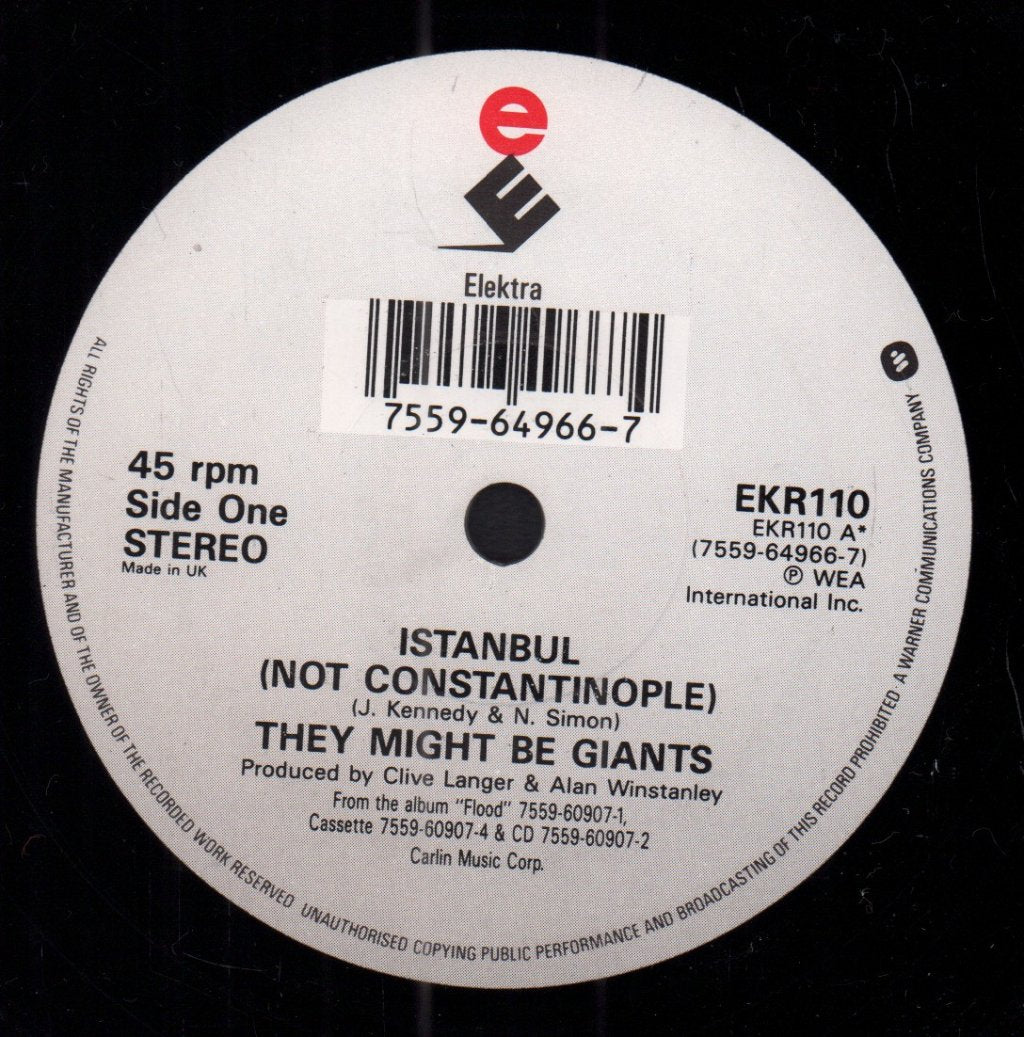 e
E
Elektra
7559-64966-7
45 rpm
Side One
STEREO
Made in UK
EKR110
EKR110 A*
(7559-64966-7)
℗ WEA
International Inc.
ISTANBUL
(NOT CONSTANTINOPLE)
(J. Kennedy & N. Simon)
THEY MIGHT BE GIANTS
Produced by Clive Langer & Alan Winstanley
From the album "Flood" 7559-60907-1,
Cassette 7559-60907-4 & CD 7559-60907-2
Carlin Music Corp.
ALL RIGHTS OF THE MANUFACTURER AND OF THE OWNER OF THE RECORDED WORK RESERVED UNAUTHORISED COPYING PUBLIC PERFORMANCE AND BROADCASTING OF THIS RECORD PROHIBITED · A WARNER COMMUNICATIONS COMPANY